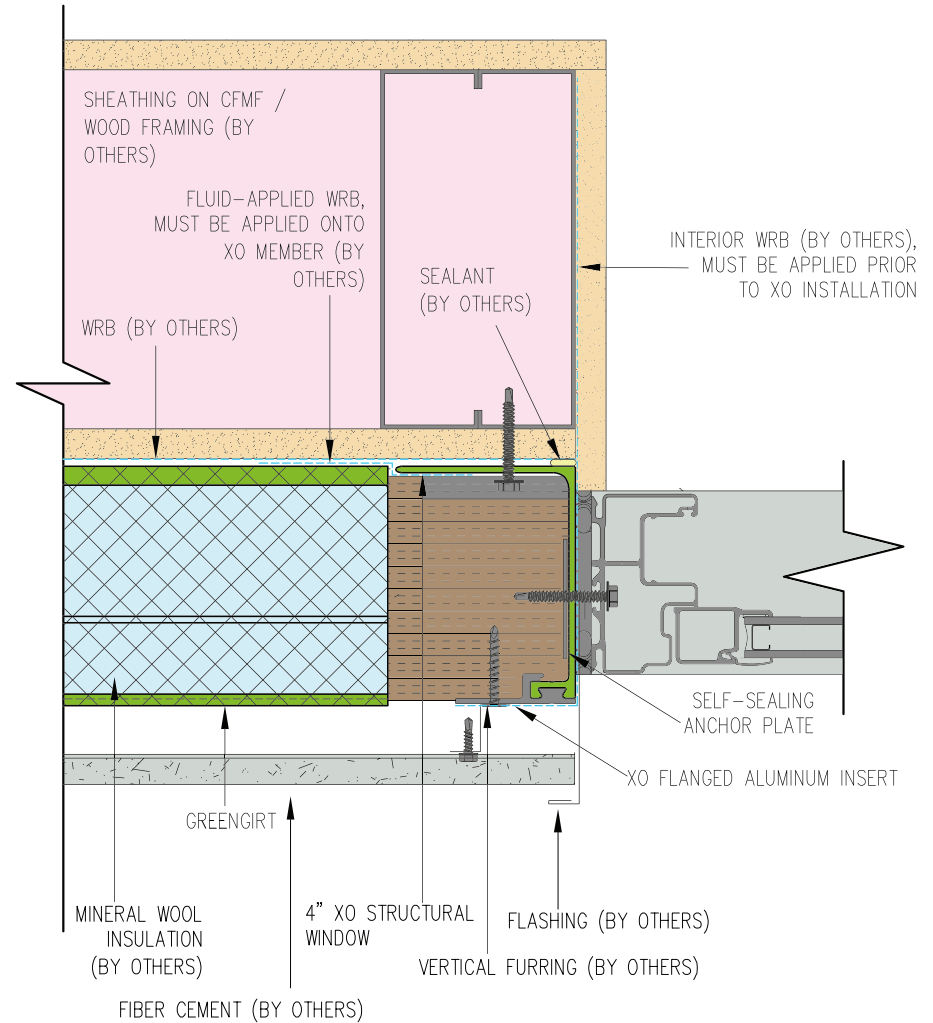 SHEATHING ON CFMF /
WOOD FRAMING (BY
OTHERS)
FLUID-APPLIED WRB,
MUST BE APPLIED ONTO
XO MEMBER (BY
OTHERS)
INTERIOR WRB (BY OTHERS),
MUST BE APPLIED PRIOR
TO XO INSTALLATION
SEALANT
(BY OTHERS)
WRB (BY OTHERS)
SELF-SEALING
ANCHOR PLATE
XO FLANGED ALUMINUM INSERT
GREENGIRT
MINERAL WOOL
INSULATION
(BY OTHERS)
4" XO STRUCTURAL
WINDOW
FLASHING (BY OTHERS)
VERTICAL FURRING (BY OTHERS)
FIBER CEMENT (BY OTHERS)